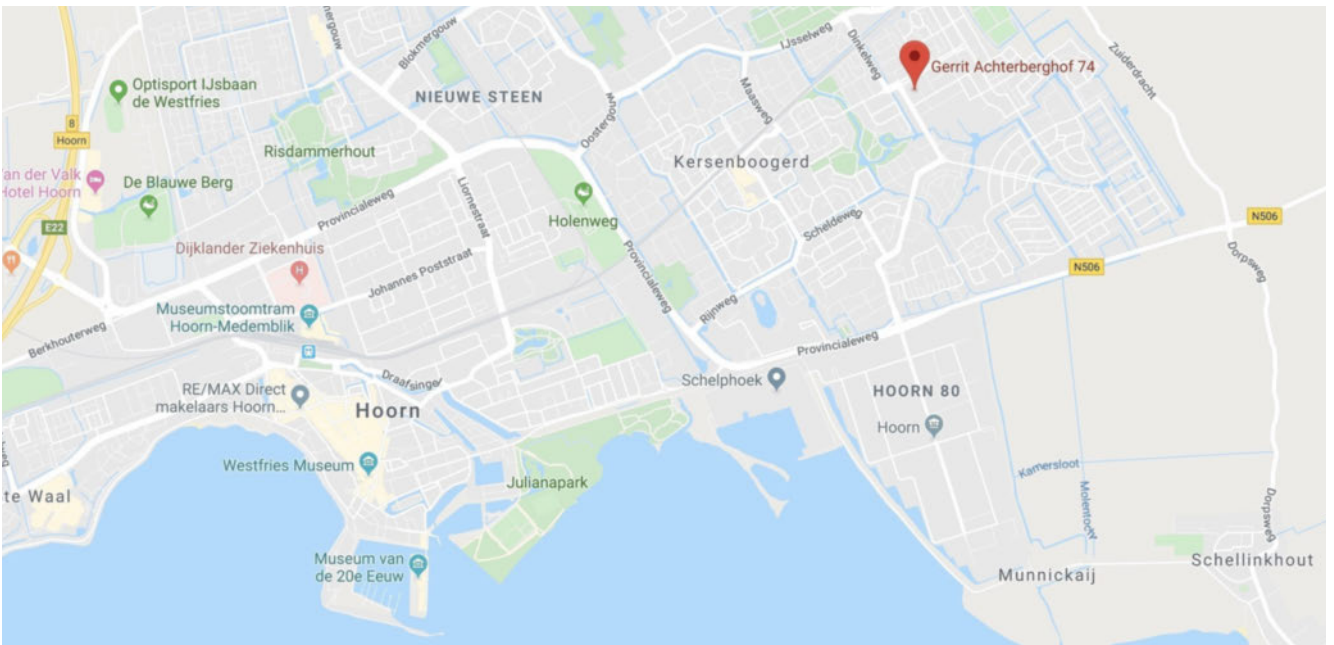 mergouw
Blokmergouw
IJsselweg
Dinkelweg
Zuiderdracht
Gerrit Achterberghof 74
Optisport IJsbaan
de Westfries
NIEUWE STEEN
Maasweg
Oostergouw
8
Hoorn
Risdammerhout
Kersenboogerd
an der Valk
Hotel Hoorn
De Blauwe Berg
Liornestraat
Provincialeweg
Holenweg
Scheldeweg
N506
E22
Dijklander Ziekenhuis
H
Johannes Poststraat
Provincialeweg
N506
Dorpsweg
Museumstoomtram
Hoorn-Medemblik
Rijnweg
Berkhouterweg
Provincialeweg
Draafsingel
Schelphoek
RE/MAX Direct
makelaars Hoorn...
Hoorn
HOORN 80
Hoorn
Westfries Museum
Kamersloot
Julianapark
te Waal
Molentocht
Dorpsweg
Museum van
de 20e Eeuw
Munnickaij
Schellinkhout